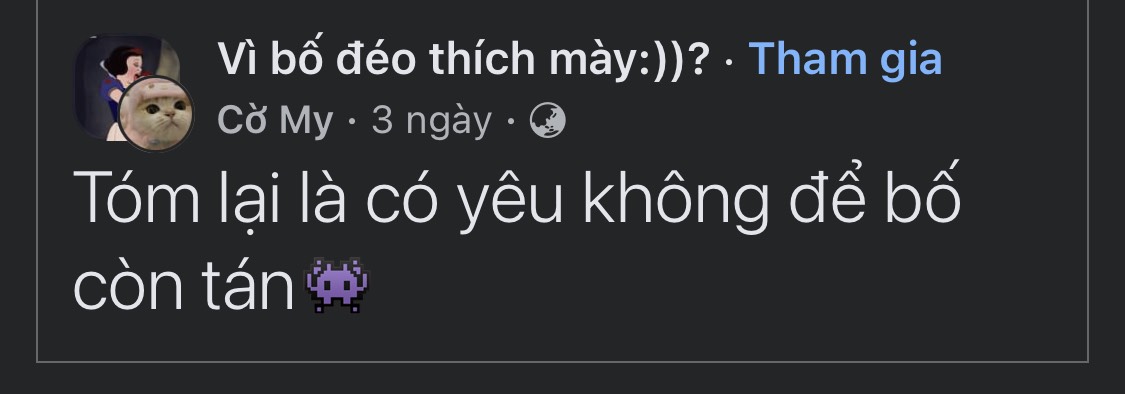 Vì bố đéo thích mày:))? · Tham gia
Cờ My · 3 ngày ·
Tóm lại là có yêu không để bố
còn tán👾